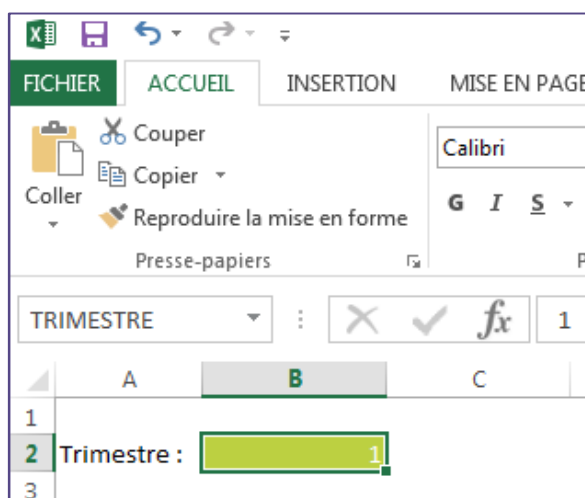 FICHIER ACCUEIL INSERTION MISE EN PAGE
Couper
Copier
Coller
Reproduire la mise en forme
Presse-papiers
Calibri
G I S
P
TRIMESTRE fx 1
A B C
1
2 Trimestre : 1
3